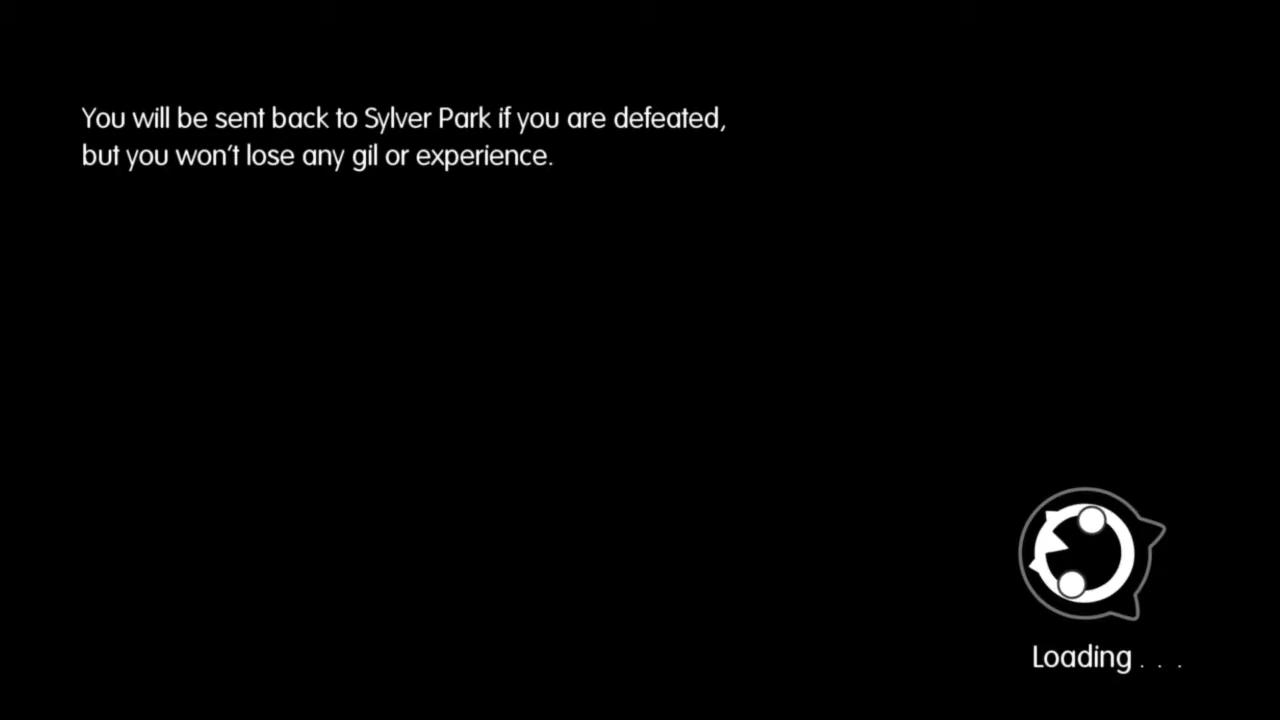 You will be sent back to Sylver Park if you are defeated,
but you won't lose any gil or experience.
Loading . . .